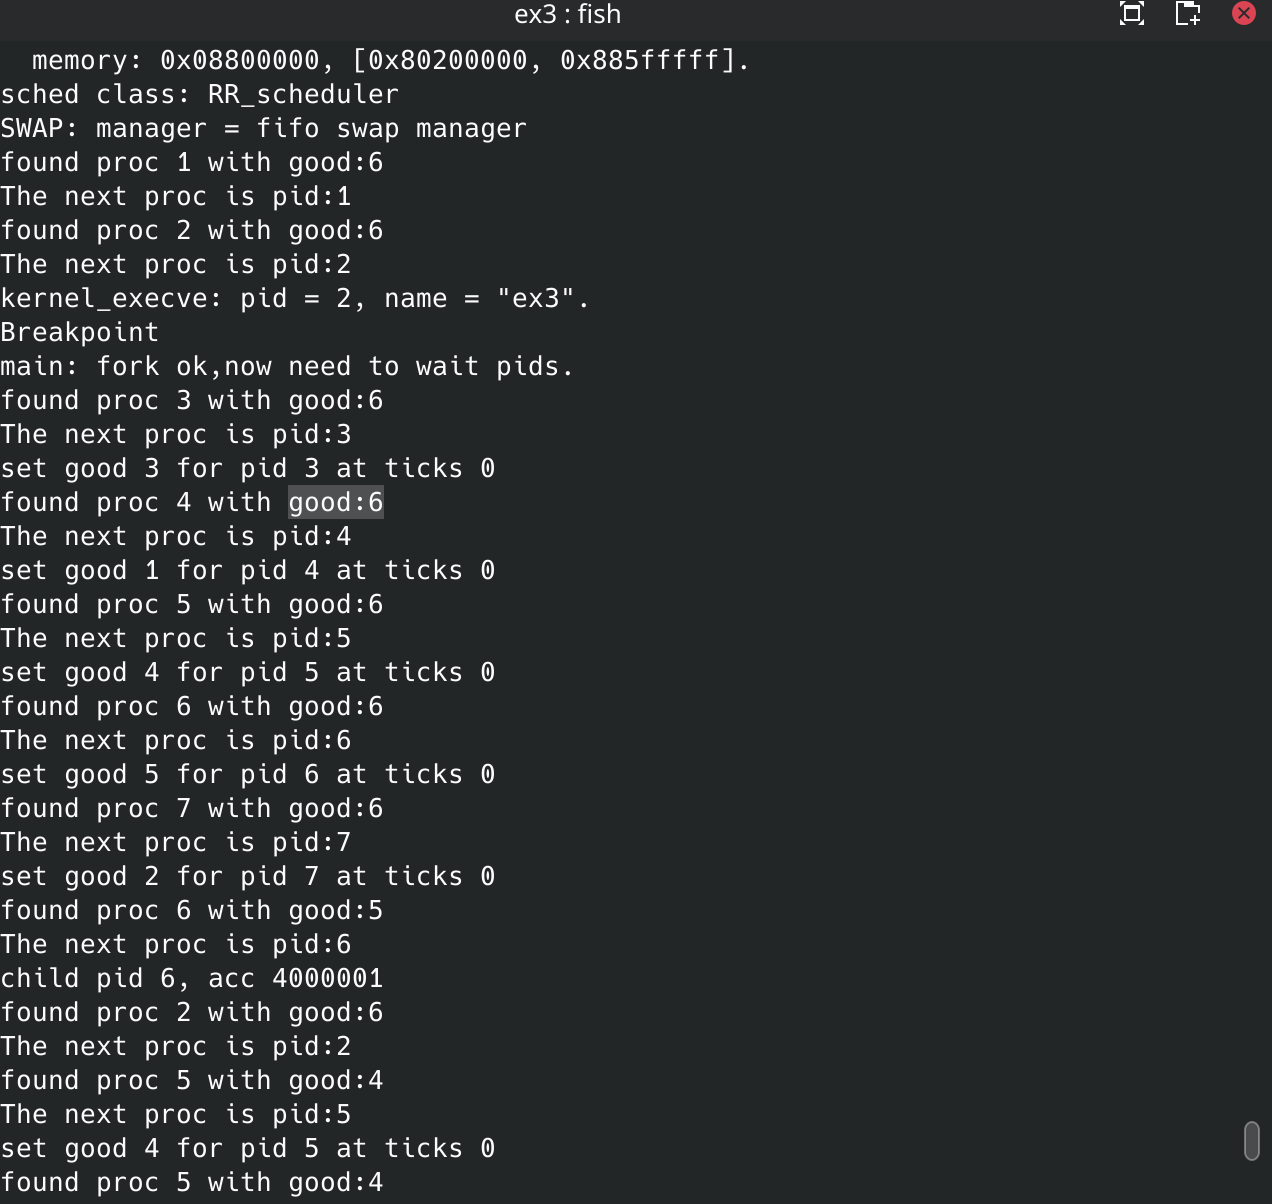 ex3 : fish
memory: 0x08800000, [0x80200000, 0x885fffff].
sched class: RR_scheduler
SWAP: manager = fifo swap manager
found proc 1 with good:6
The next proc is pid:1
found proc 2 with good:6
The next proc is pid:2
kernel_execve: pid = 2, name = "ex3".
Breakpoint
main: fork ok,now need to wait pids.
found proc 3 with good:6
The next proc is pid:3
set good 3 for pid 3 at ticks 0
found proc 4 with good:6
The next proc is pid:4
set good 1 for pid 4 at ticks 0
found proc 5 with good:6
The next proc is pid:5
set good 4 for pid 5 at ticks 0
found proc 6 with good:6
The next proc is pid:6
set good 5 for pid 6 at ticks 0
found proc 7 with good:6
The next proc is pid:7
set good 2 for pid 7 at ticks 0
found proc 6 with good:5
The next proc is pid:6
child pid 6, acc 4000001
found proc 2 with good:6
The next proc is pid:2
found proc 5 with good:4
The next proc is pid:5
set good 4 for pid 5 at ticks 0
found proc 5 with good:4